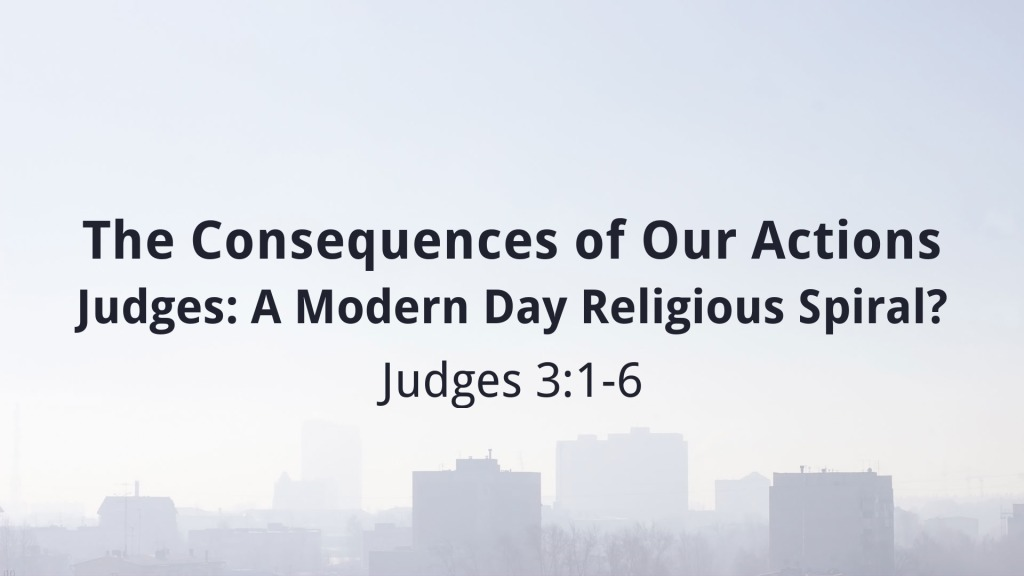 The Consequences of Our Actions
Judges: A Modern Day Religious Spiral?
Judges 3:1-6